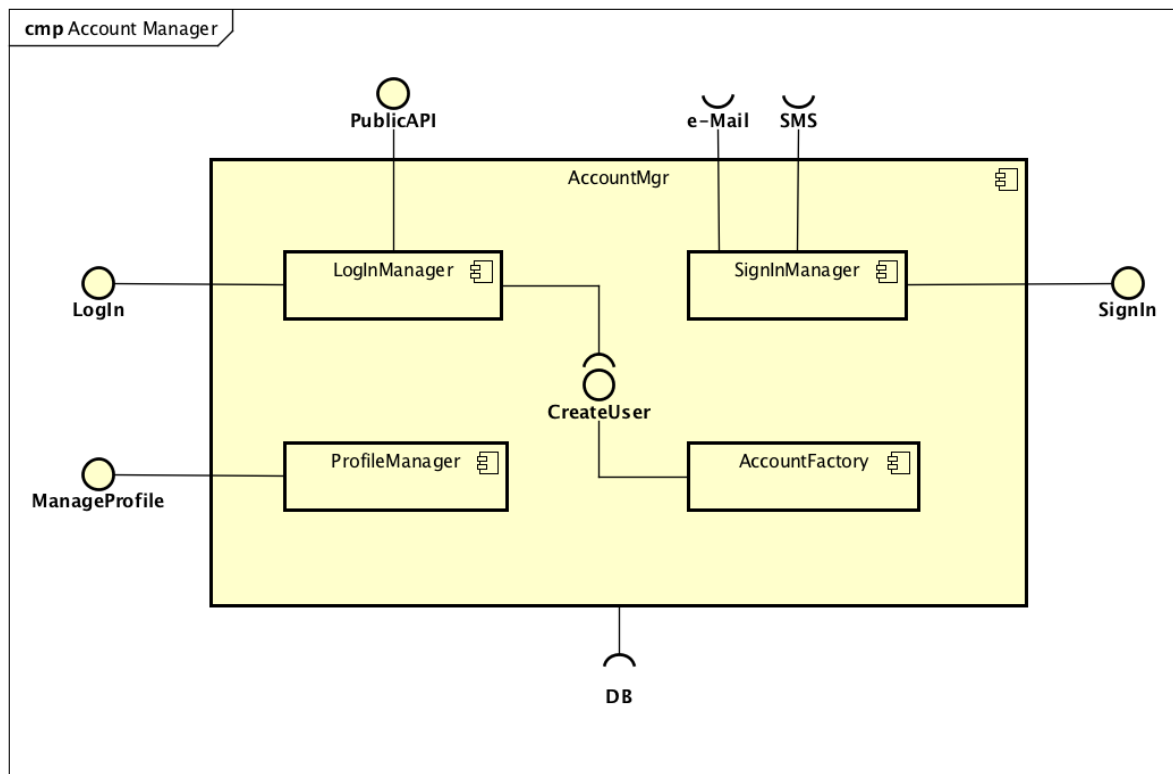 cmp Account Manager
PublicAPI
e-Mail
SMS
AccountMgr
LogInManager
SignInManager
LogIn
SignIn
CreateUser
ProfileManager
AccountFactory
ManageProfile
DB